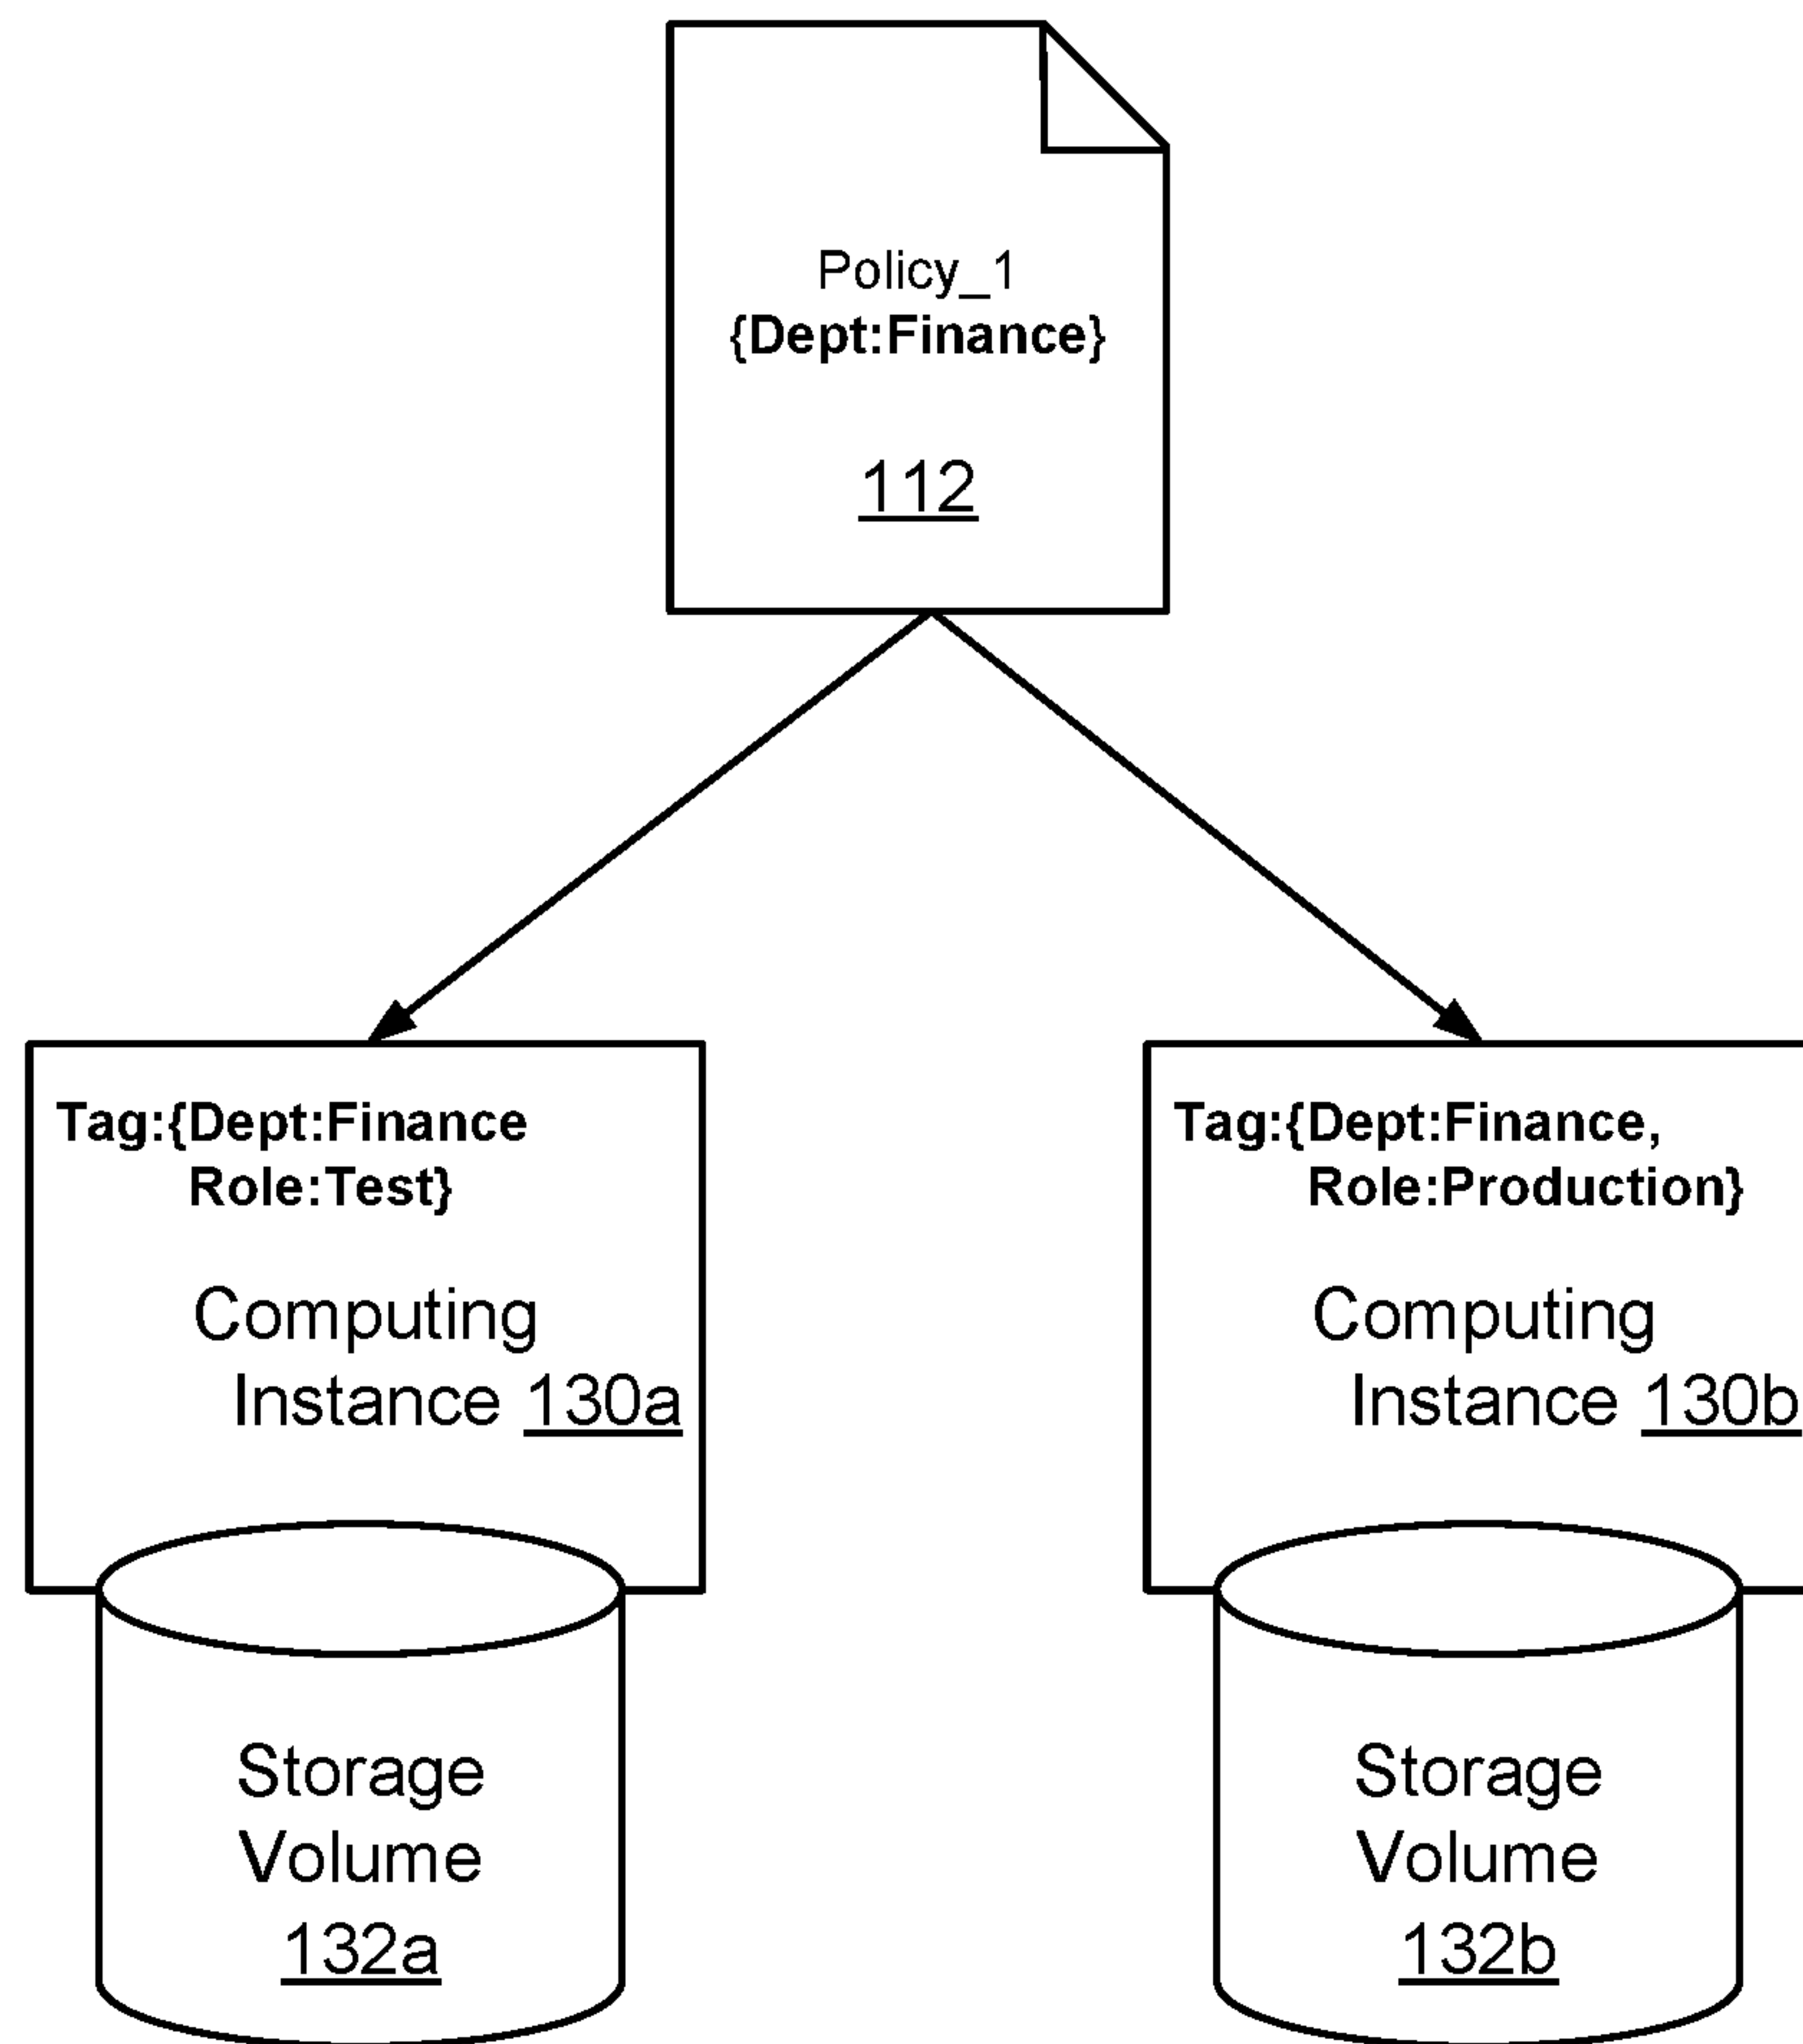 Policy_1
{Dept:Finance}
112
Tag:{Dept:Finance
Role:Test}
Computing
Instance 130a
Tag:{Dept:Finance,
Role:Production}
Computing
Instance 130b
Storage
Volume
132a
Storage
Volume
132b